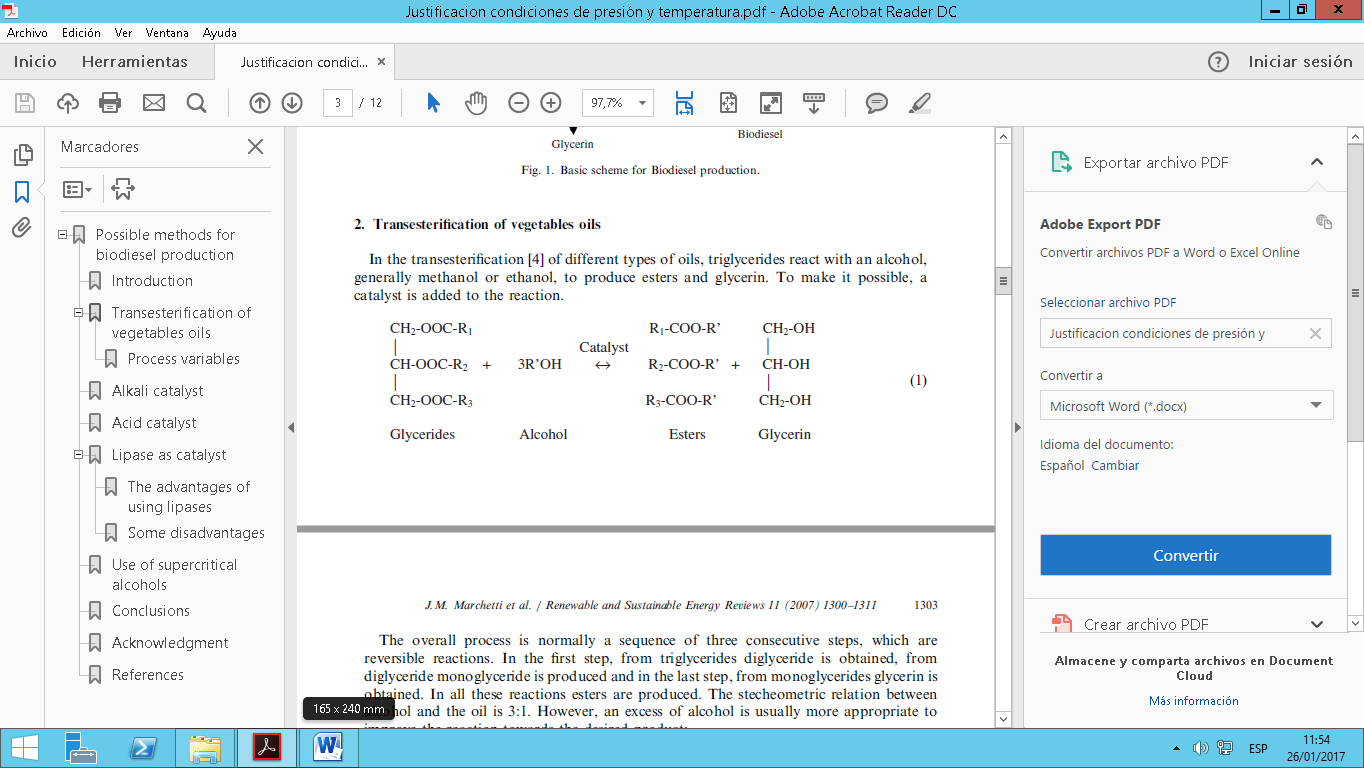 Justificacion condiciones de presión y temperatura.pdf - Adobe Acrobat Reader DC
Archivo Edición Ver Ventana Ayuda
Inicio Herramientas Justificacion condici... × ? Iniciar sesión
3 / 12 97,7%
Marcadores
Possible methods for
biodiesel production
Introduction
Transesterification of
vegetables oils
Process variables
Alkali catalyst
Acid catalyst
Lipase as catalyst
The advantages of
using lipases
Some disadvantages
Use of supercritical
alcohols
Conclusions
Acknowledgment
References
Biodiesel
Glycerin
Fig. 1. Basic scheme for Biodiesel production.
2. Transesterification of vegetables oils
In the transesterification [4] of different types of oils, triglycerides react with an alcohol,
generally methanol or ethanol, to produce esters and glycerin. To make it possible, a
catalyst is added to the reaction.
CH₂-OOC-R₁ R₁-COO-R’ CH₂-OH
Catalyst
CH-OOC-R₂ + 3R’OH ↔ R₂-COO-R’ + CH-OH
(1)
CH₂-OOC-R₃ R₃-COO-R’ CH₂-OH
Glycerides Alcohol Esters Glycerin
J.M. Marchetti et al. / Renewable and Sustainable Energy Reviews 11 (2007) 1300–1311 1303
The overall process is normally a sequence of three consecutive steps, which are
reversible reactions. In the first step, from triglycerides diglyceride is obtained, from
diglyceride monoglyceride is produced and in the last step, from monoglycerides glycerin is
obtained. In all these reactions esters are produced. The stecheometric relation between
and the oil is 3:1. However, an excess of alcohol is usually more appropriate to
165 x 240 mm
Exportar archivo PDF
Adobe Export PDF
Convertir archivos PDF a Word o Excel Online
Seleccionar archivo PDF
Justificacion condiciones de presión y
Convertir a
Microsoft Word (*.docx)
Idioma del documento:
Español Cambiar
Convertir
Crear archivo PDF
Almacene y comparta archivos en Document
Cloud
Más información
ESP
11:54
26/01/2017